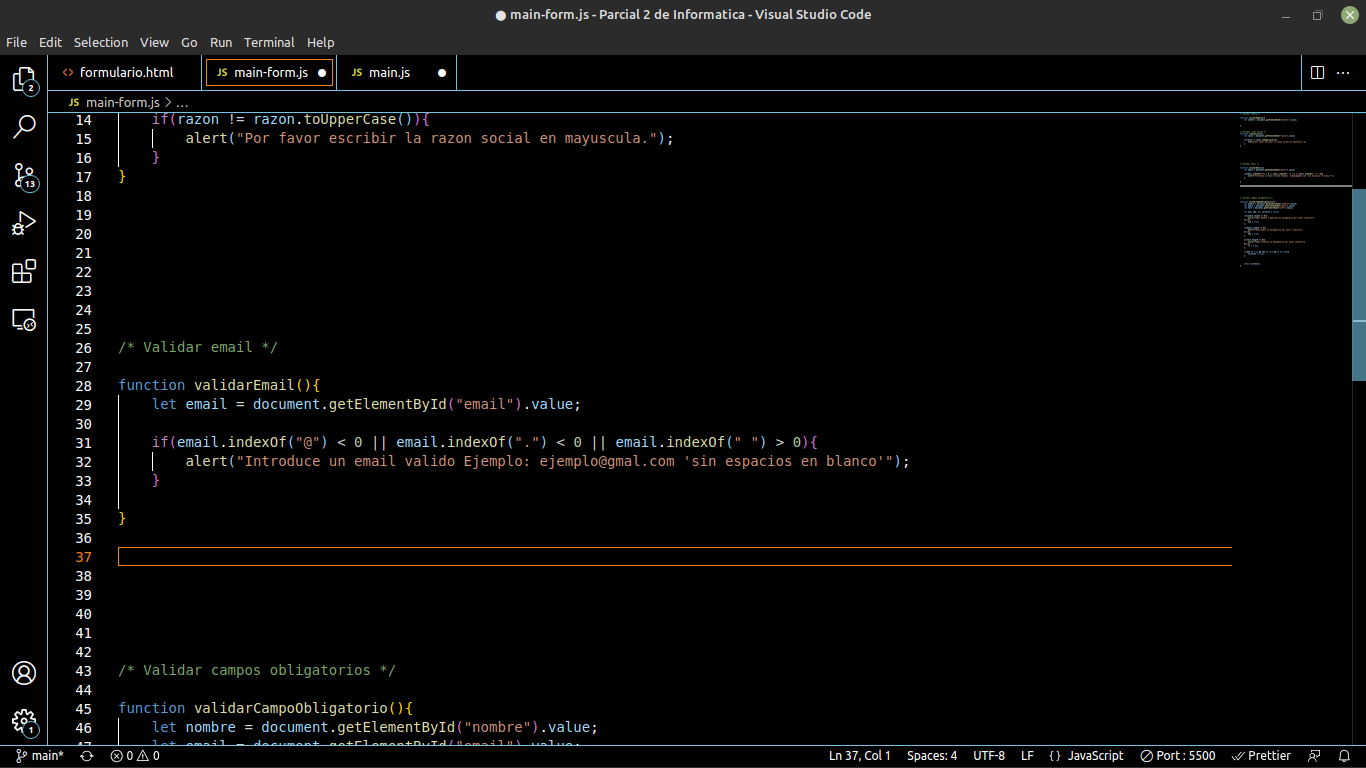 main-form.js - Parcial 2 de Informatica - Visual Studio Code
File Edit Selection View Go Run Terminal Help
formulario.html JS main-form.js JS main.js
JS main-form.js > ...
14 if(razon != razon.toUpperCase()){
15 alert("Por favor escribir la razon social en mayuscula.");
16 }
17 }
18
19
20
21
22
23
24
25
26 /* Validar email */
27
28 function validarEmail(){
29 let email = document.getElementById("email").value;
30
31 if(email.indexOf("@") < 0 || email.indexOf(".") < 0 || email.indexOf(" ") > 0){
32 alert("Introduce un email valido Ejemplo: ejemplo@gmal.com 'sin espacios en blanco'");
33 }
34
35 }
36
37
38
39
40
41
42
43 /* Validar campos obligatorios */
44
45 function validarCampoObligatorio(){
46 let nombre = document.getElementById("nombre").value;
47 let email = document.getElementById("email").value;
2
13
1
main* 0 0 Ln 37, Col 1 Spaces: 4 UTF-8 LF {} JavaScript Port : 5500 Prettier